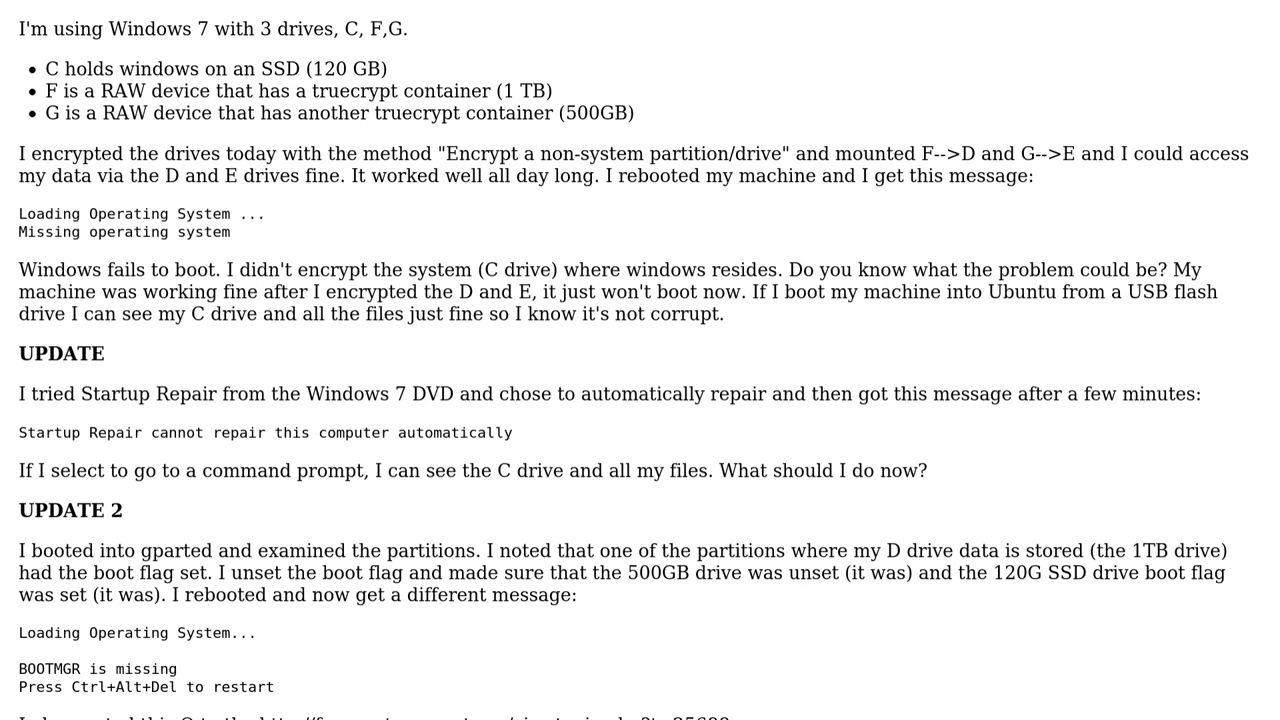 I'm using Windows 7 with 3 drives, C, F,G.
• C holds windows on an SSD (120 GB)
• F is a RAW device that has a truecrypt container (1 TB)
• G is a RAW device that has another truecrypt container (500GB)
I encrypted the drives today with the method "Encrypt a non-system partition/drive" and mounted F-->D and G-->E and I could access
my data via the D and E drives fine. It worked well all day long. I rebooted my machine and I get this message:
Loading Operating System ...
Missing operating system
Windows fails to boot. I didn't encrypt the system (C drive) where windows resides. Do you know what the problem could be? My
machine was working fine after I encrypted the D and E, it just won't boot now. If I boot my machine into Ubuntu from a USB flash
drive I can see my C drive and all the files just fine so I know it's not corrupt.
UPDATE
I tried Startup Repair from the Windows 7 DVD and chose to automatically repair and then got this message after a few minutes:
Startup Repair cannot repair this computer automatically
If I select to go to a command prompt, I can see the C drive and all my files. What should I do now?
UPDATE 2
I booted into gparted and examined the partitions. I noted that one of the partitions where my D drive data is stored (the 1TB drive)
had the boot flag set. I unset the boot flag and made sure that the 500GB drive was unset (it was) and the 120G SSD drive boot flag
was set (it was). I rebooted and now get a different message:
Loading Operating System...
BOOTMGR is missing
Press Ctrl+Alt+Del to restart